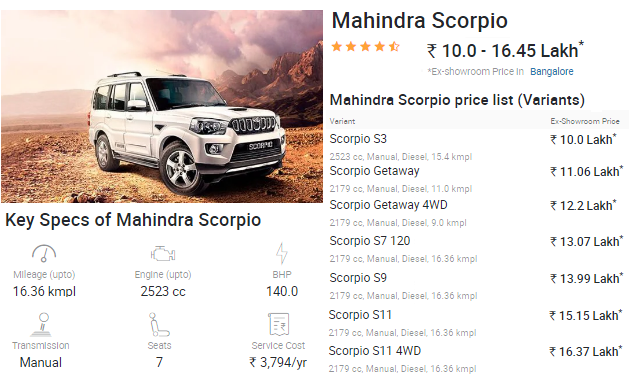 SCORPIO
Key Specs of Mahindra Scorpio
Mileage (upto)
16.36 kmpl
Engine (upto)
2523 cc
BHP
140.0
Transmission
Manual
Seats
7
Service Cost
₹ 3,794/yr
Mahindra Scorpio
₹ 10.0 - 16.45 Lakh*
*Ex-showroom Price In Bangalore
Mahindra Scorpio price list (Variants)
Variant Ex-Showroom Price
Scorpio S3 ₹ 10.0 Lakh*
2523 cc, Manual, Diesel, 15.4 kmpl
Scorpio Getaway ₹ 11.06 Lakh*
2179 cc, Manual, Diesel, 11.0 kmpl
Scorpio Getaway 4WD ₹ 12.2 Lakh*
2179 cc, Manual, Diesel, 9.0 kmpl
Scorpio S7 120 ₹ 13.07 Lakh*
2179 cc, Manual, Diesel, 16.36 kmpl
Scorpio S9 ₹ 13.99 Lakh*
2179 cc, Manual, Diesel, 16.36 kmpl
Scorpio S11 ₹ 15.15 Lakh*
2179 cc, Manual, Diesel, 16.36 kmpl
Scorpio S11 4WD ₹ 16.37 Lakh*
2179 cc, Manual, Diesel, 16.36 kmpl